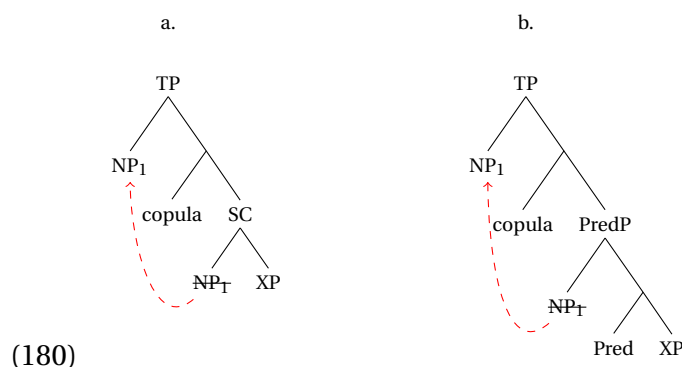 a. b.
TP TP
NP1 NP1
copula SC copula PredP
NP1 XP NP1
Pred XP
(180)